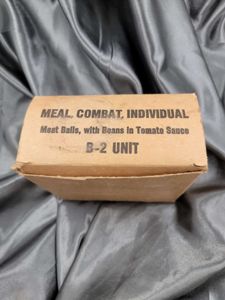 MEAL, COMBAT, INDIVIDUAL
Meat Balls, with Beans in Tomato Sauce
B-2 UNIT